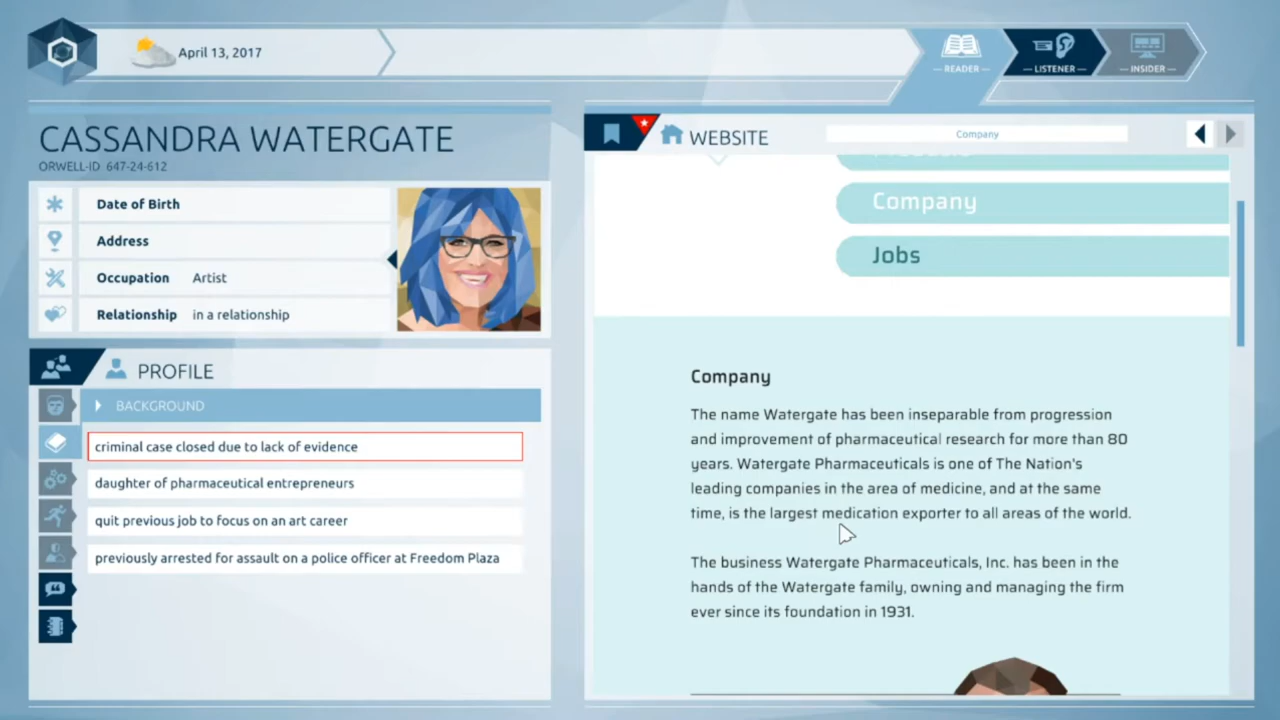 April 13, 2017
READER
LISTENER
INSIDER
CASSANDRA WATERGATE
ORWELL-ID 647-24-612
Date of Birth
Address
Occupation Artist
Relationship in a relationship
PROFILE
BACKGROUND
criminal case closed due to lack of evidence
daughter of pharmaceutical entrepreneurs
quit previous job to focus on an art career
previously arrested for assault on a police officer at Freedom Plaza
WEBSITE
Company
Company
Jobs
Company
The name Watergate has been inseparable from progression
and improvement of pharmaceutical research for more than 80
years. Watergate Pharmaceuticals is one of The Nation's
leading companies in the area of medicine, and at the same
time, is the largest medication exporter to all areas of the world.
The business Watergate Pharmaceuticals, Inc. has been in the
hands of the Watergate family, owning and managing the firm
ever since its foundation in 1931.